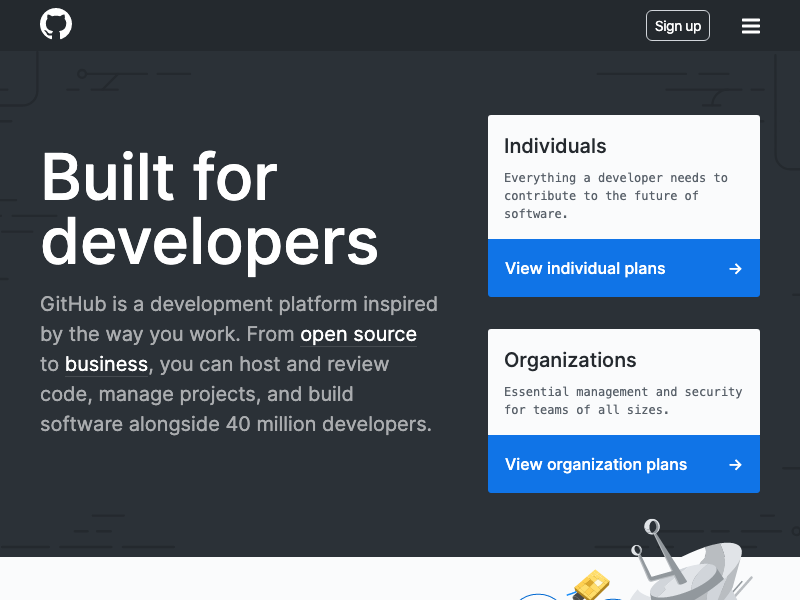 Sign up
Built for
developers
GitHub is a development platform inspired
by the way you work. From open source
to business, you can host and review
code, manage projects, and build
software alongside 40 million developers.
Individuals
Everything a developer needs to
contribute to the future of
software.
View individual plans →
Organizations
Essential management and security
for teams of all sizes.
View organization plans →